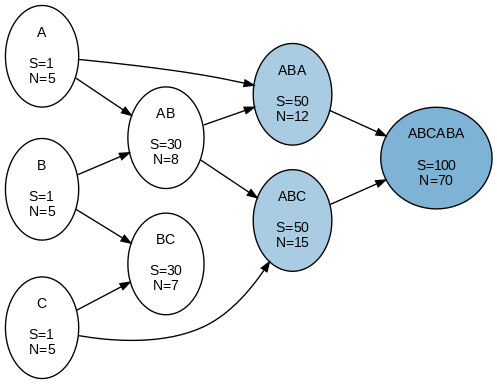 A
S=1
N=5
B
S=1
N=5
C
S=1
N=5
AB
S=30
N=8
BC
S=30
N=7
ABA
S=50
N=12
ABC
S=50
N=15
ABCABA
S=100
N=70